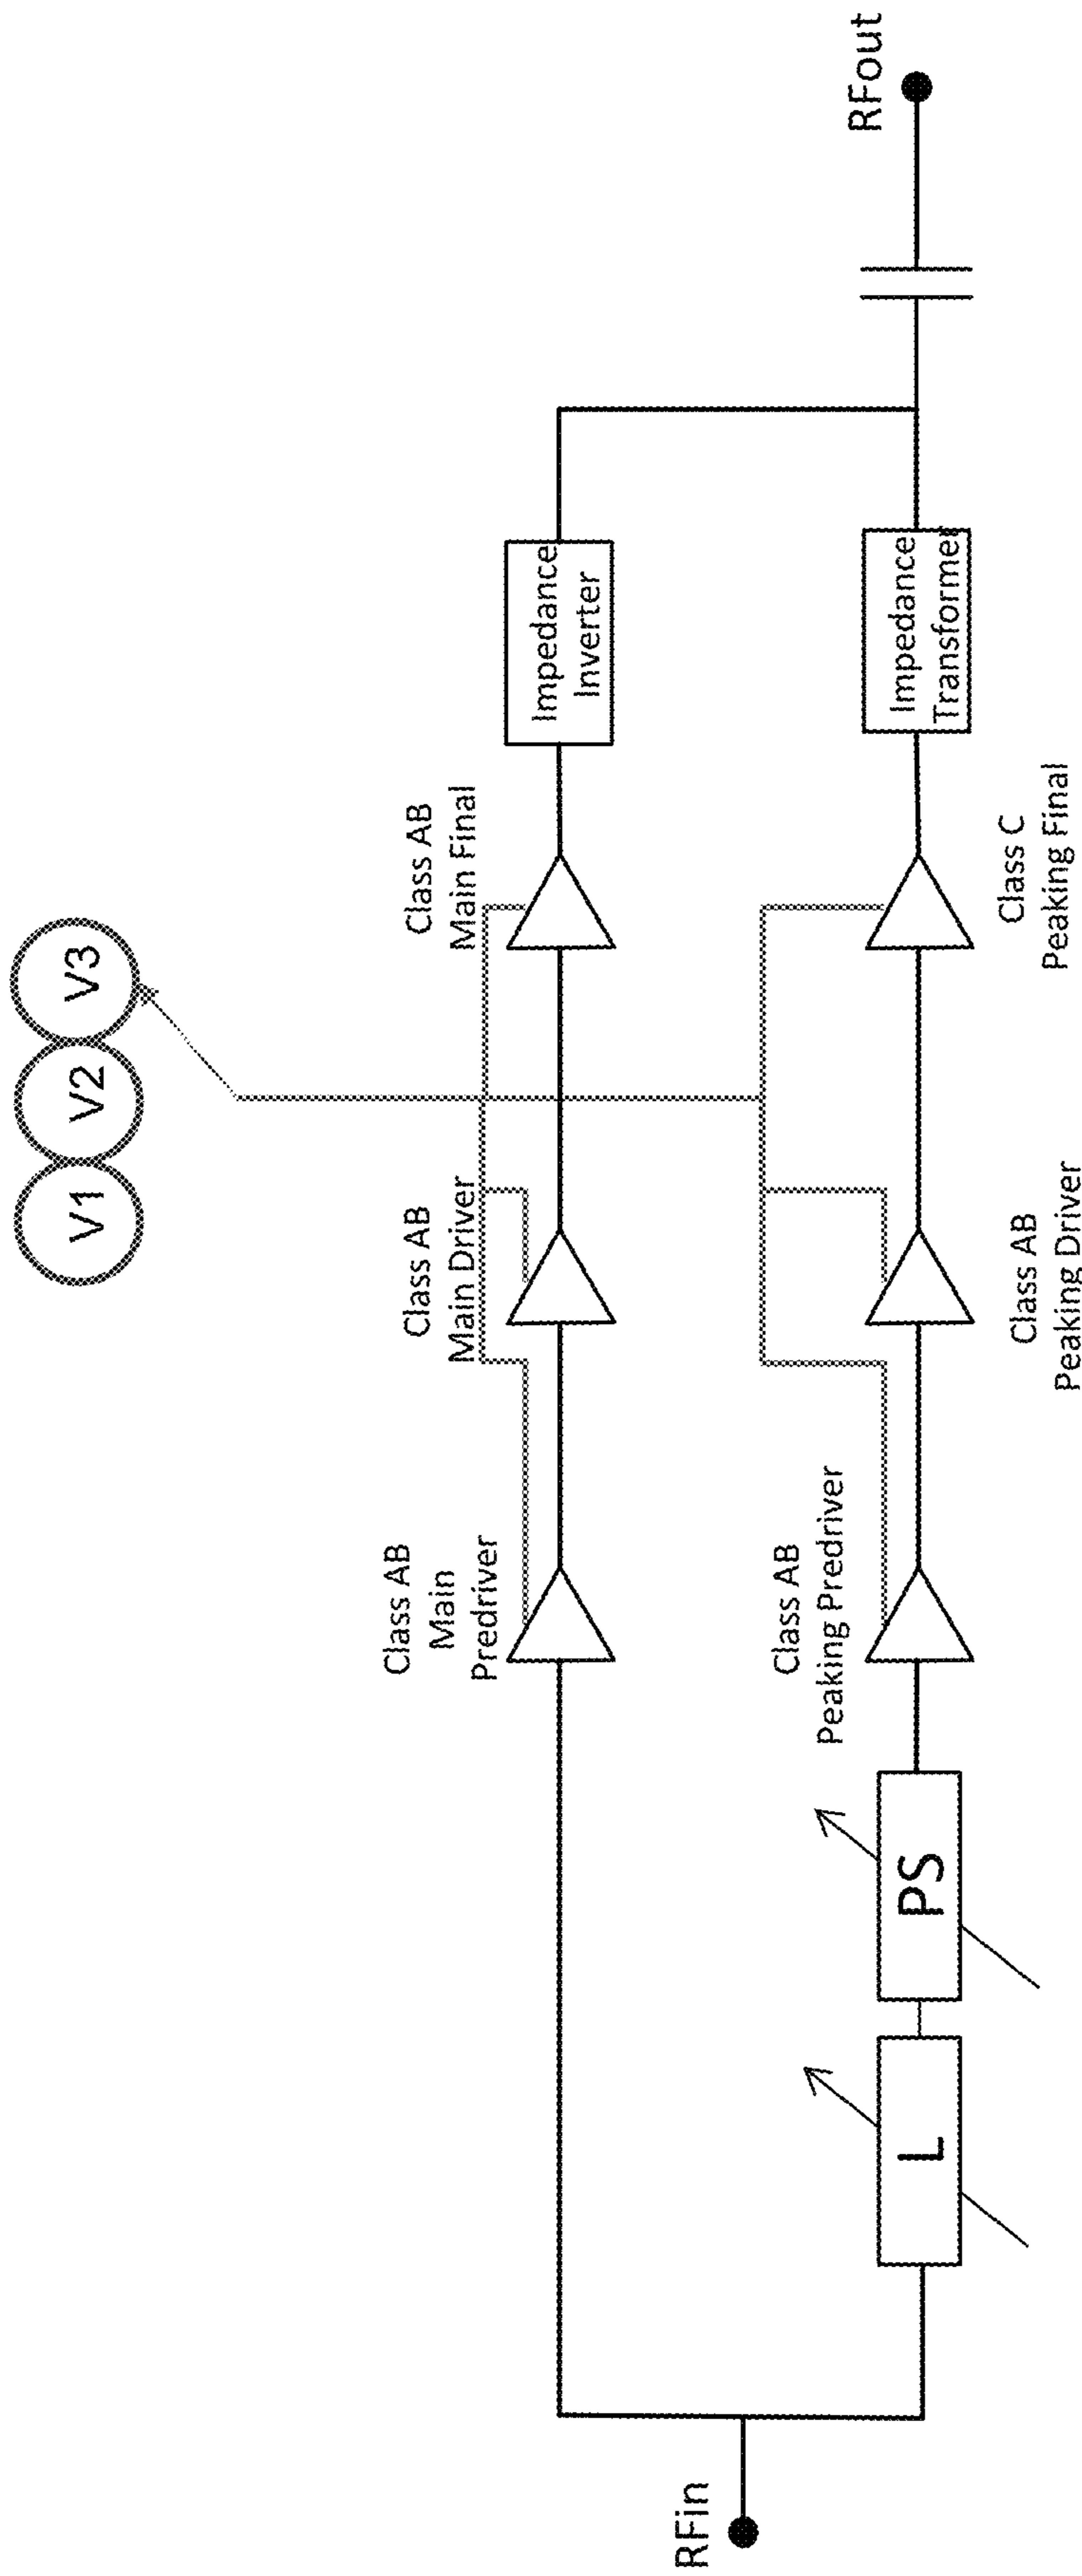 V1
V2
V3
Class AB
Main
Predriver
Class AB
Main Driver
Class AB
Main Final
Impedance
Inverter
RFin
L
PS
Class AB
Peaking Predriver
Class AB
Peaking Driver
Class C
Peaking Final
Impedance
Transformer
RFout